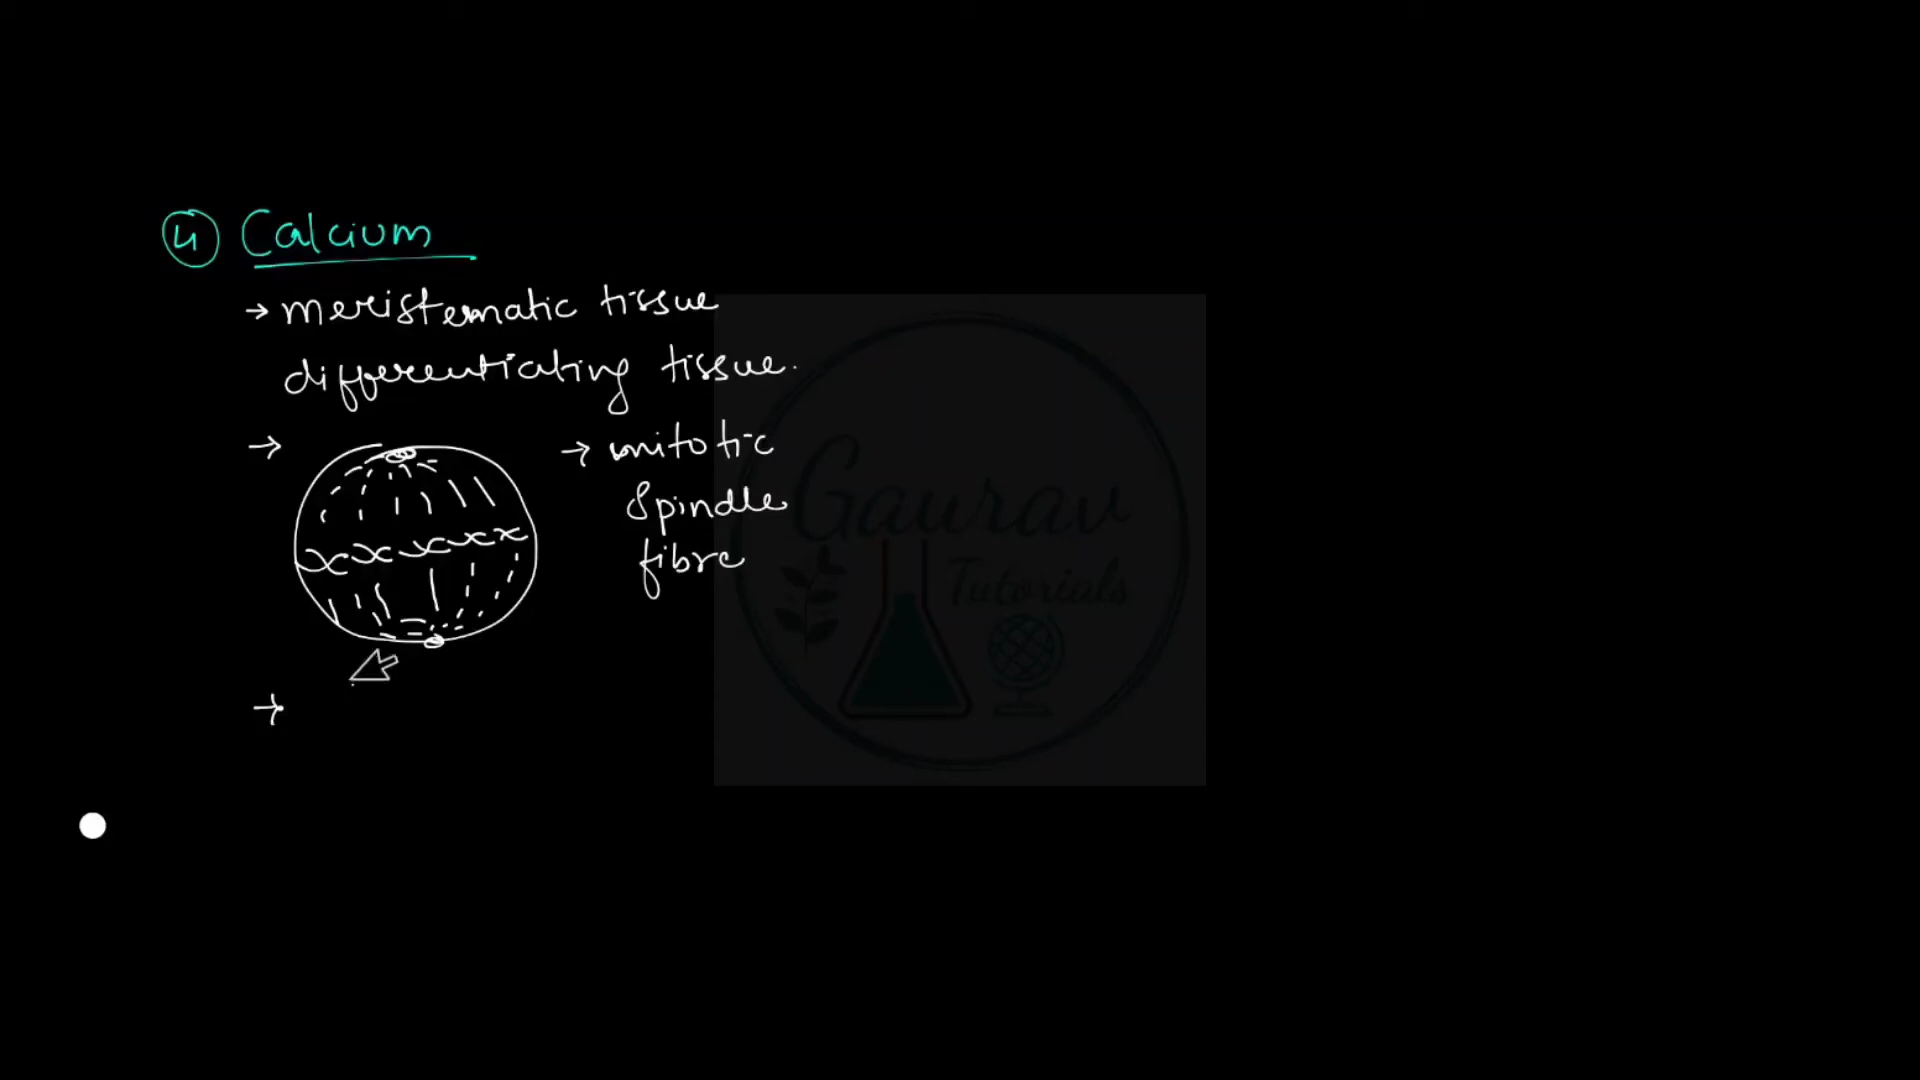 ④ Calcium
→ meristematic tissue
differentiating tissue.
→
→ mitotic
spindle
fibre
→
Gaurav
Tutorials